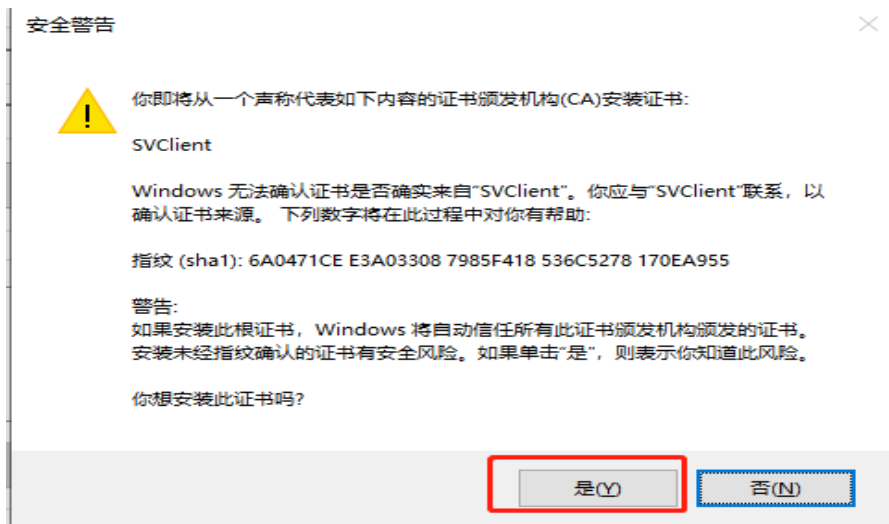 安全警告
你即将从一个声称代表如下内容的证书颁发机构(CA)安装证书:
SVClient
Windows 无法确认证书是否确实来自“SVClient”。你应与“SVClient”联系，以
确认证书来源。 下列数字将在此过程中对你有帮助:
指纹 (sha1): 6A0471CE E3A03308 7985F418 536C5278 170EA955
警告:
如果安装此根证书，Windows 将自动信任所有此证书颁发机构颁发的证书。
安装未经指纹确认的证书有安全风险。如果单击“是”，则表示你知道此风险。
你想安装此证书吗?
是(Y)
否(N)